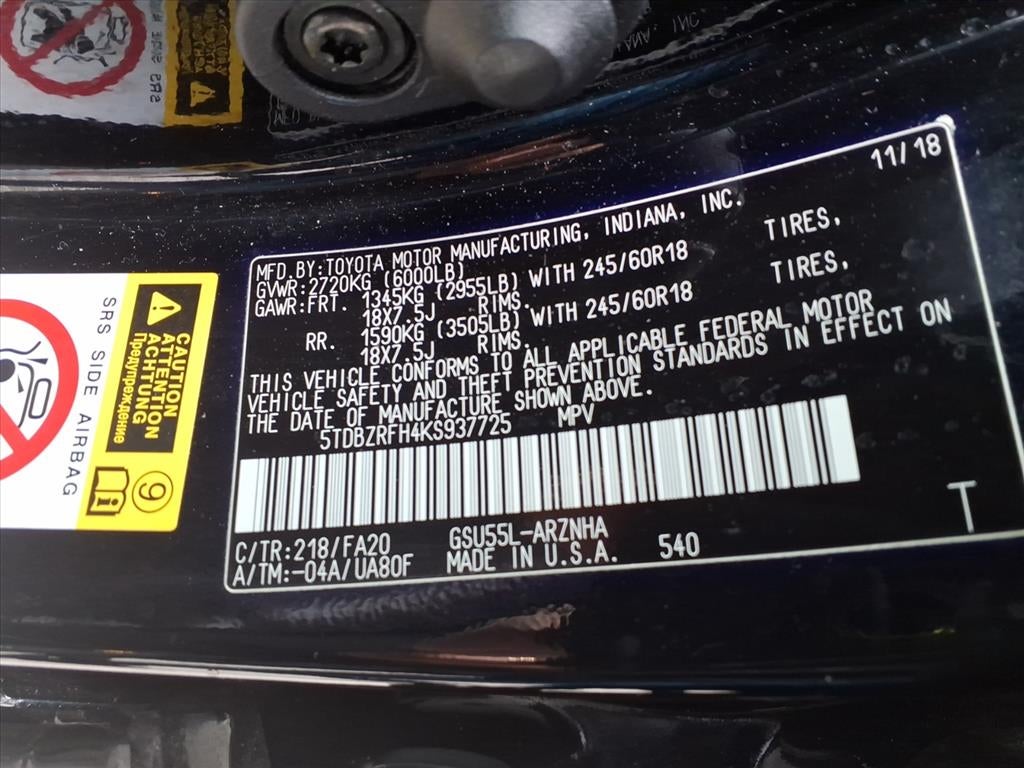 11/18
MFD.BY:TOYOTA MOTOR MANUFACTURING, INDIANA, INC.
GVWR:2720KG (6000LB)
GAWR:FRT. 1345KG (2955LB) WITH 245/60R18 TIRES,
18X7.5J RIMS.
RR. 1590KG (3505LB) WITH 245/60R18 TIRES,
18X7.5J RIMS.
THIS VEHICLE CONFORMS TO ALL APPLICABLE FEDERAL MOTOR
VEHICLE SAFETY AND THEFT PREVENTION STANDARDS IN EFFECT ON
THE DATE OF MANUFACTURE SHOWN ABOVE.
5TDBZRFH4KS937725 MPV
C/TR:218/FA20 GSU55L-ARZNHA
A/TM:-04A/UA80F MADE IN U.S.A. 540
T
SRS SIDE AIRBAG
CAUTION
ATTENTION
ACHTUNG
Предупреждение
9